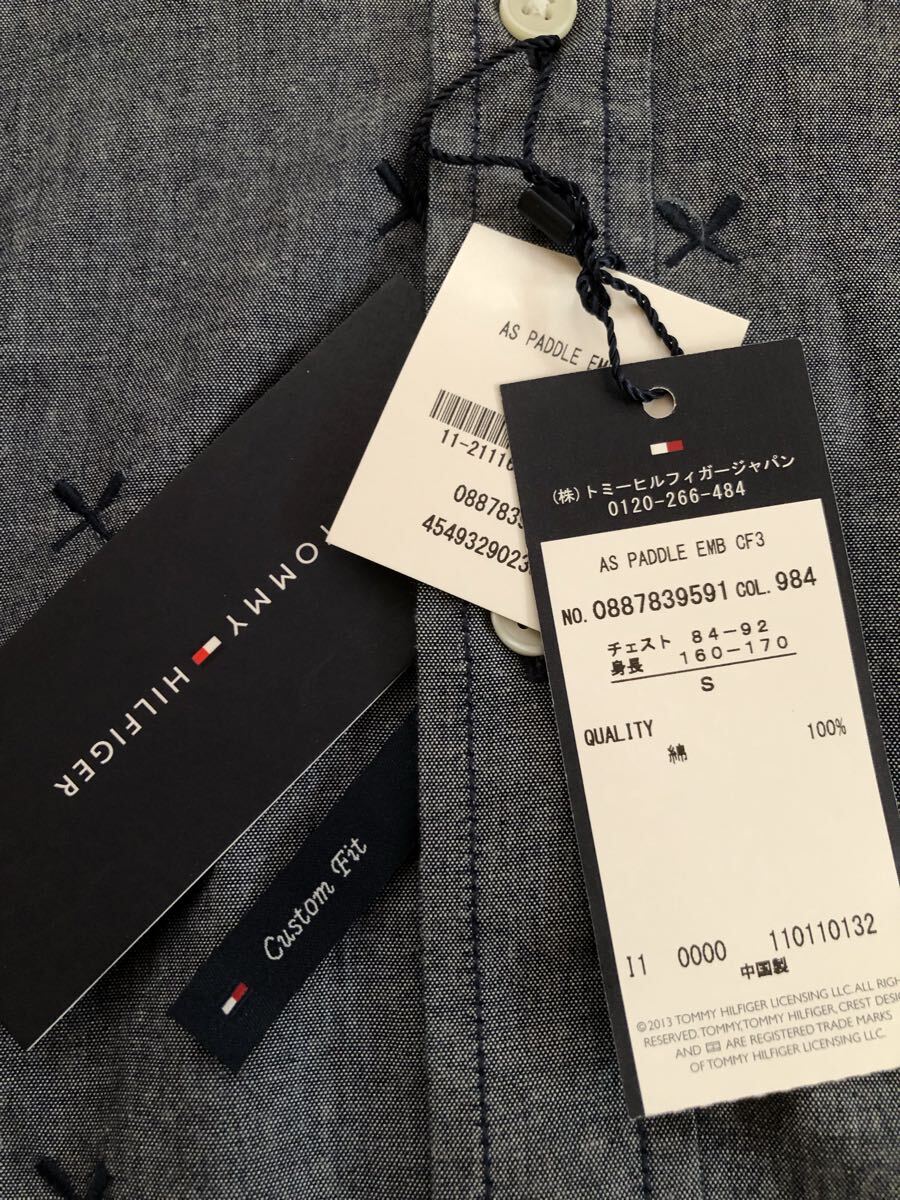 TOMMY HILFIGER
Custom Fit
AS PADDLE EMB
11-2111
088783
4549329023
(株)トミーヒルフィガージャパン
0120-266-484
AS PADDLE EMB CF3
NO. 0887839591 COL. 984
チェスト 84-92
身長 160-170
S
QUALITY
綿 100%
I1 0000 110110132
中国製
©2013 TOMMY HILFIGER LICENSING LLC. ALL RIGH
RESERVED. TOMMY, TOMMY HILFIGER, CREST DESIG
AND ARE REGISTERED TRADE MARKS
OF TOMMY HILFIGER LICENSING LLC.